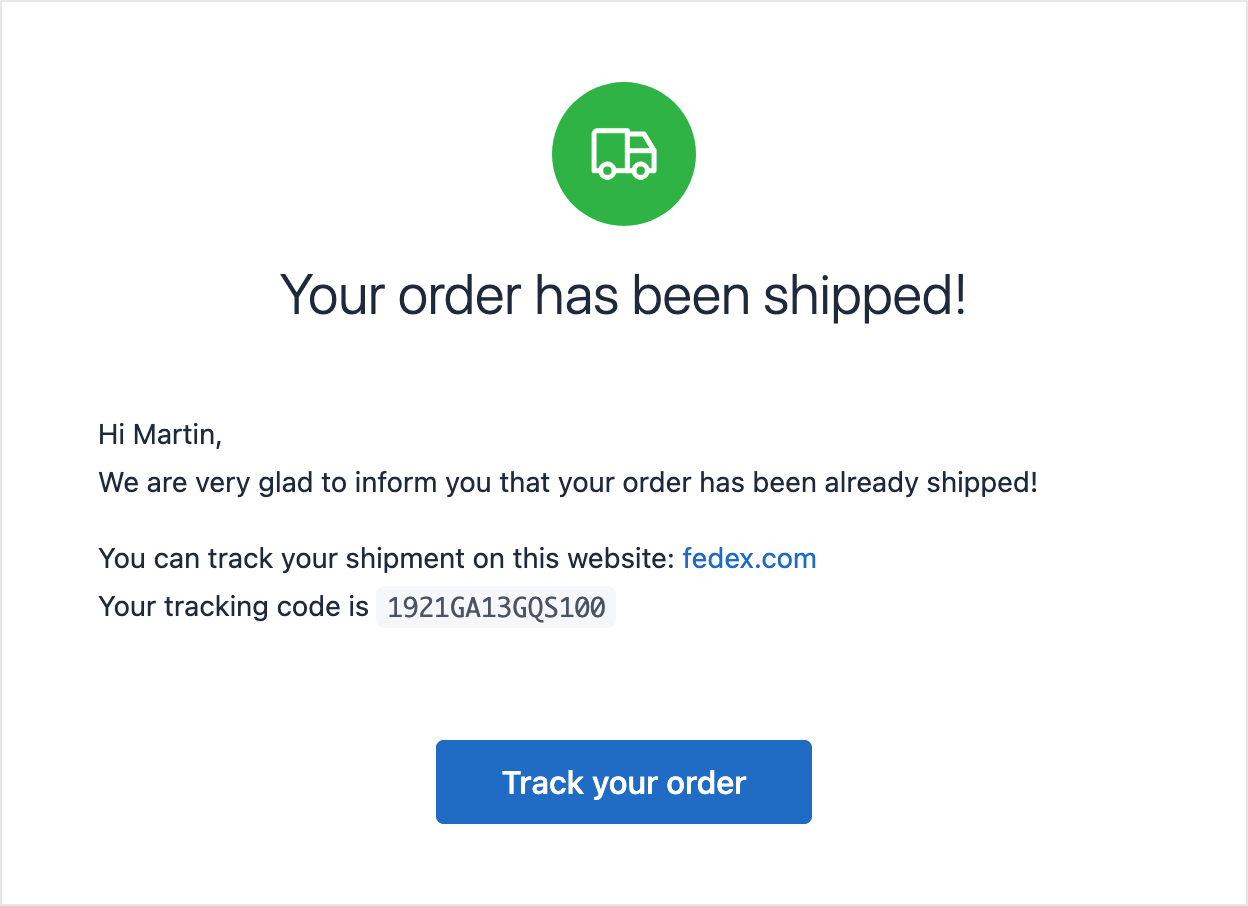 Your order has been shipped!
Hi Martin,
We are very glad to inform you that your order has been already shipped!
You can track your shipment on this website: fedex.com
Your tracking code is 1921GA13GQS100
Track your order